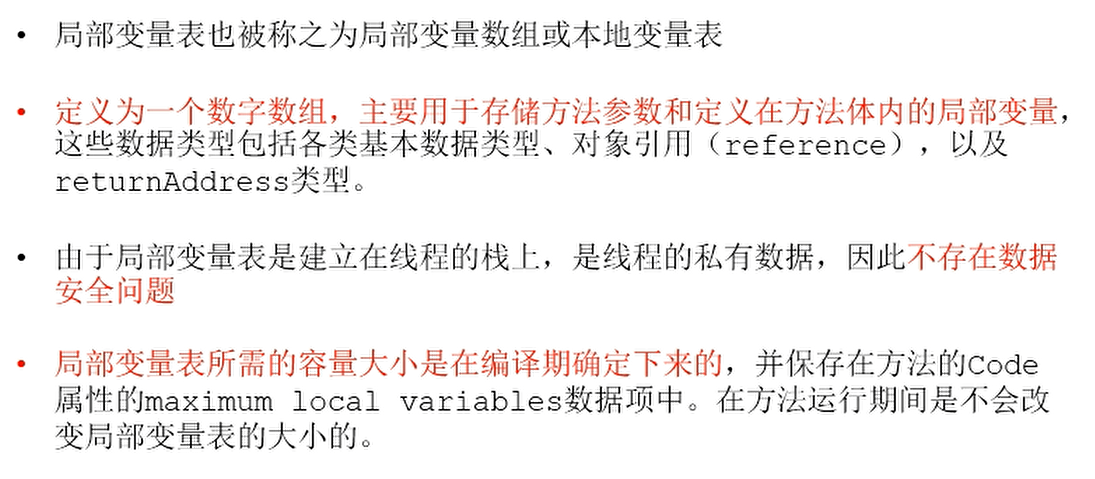 • 局部变量表也被称之为局部变量数组或本地变量表
• 定义为一个数字数组，主要用于存储方法参数和定义在方法体内的局部变量，
这些数据类型包括各类基本数据类型、对象引用（reference），以及
returnAddress类型。
• 由于局部变量表是建立在线程的栈上，是线程的私有数据，因此不存在数据
安全问题
• 局部变量表所需的容量大小是在编译期确定下来的，并保存在方法的Code
属性的maximum local variables数据项中。在方法运行期间是不会改
变局部变量表的大小的。